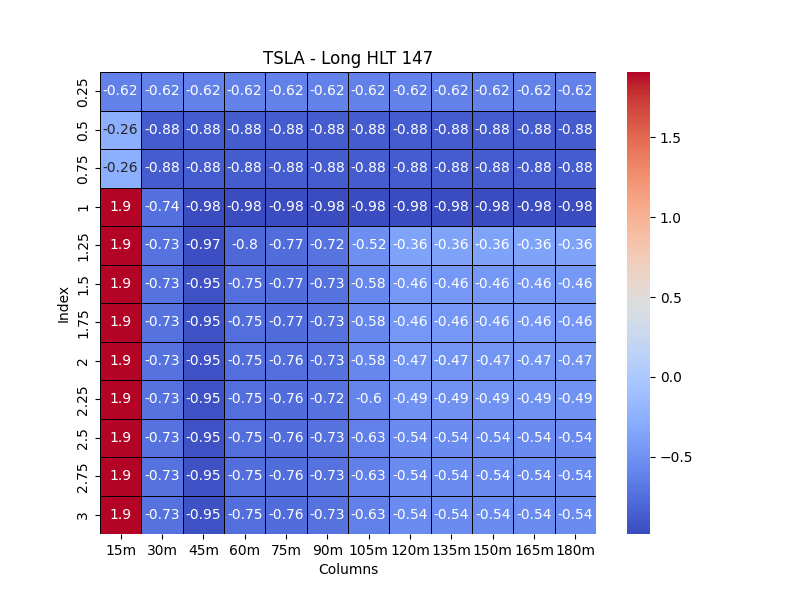 TSLA - Long HLT 147
0.25 -0.62 -0.62 -0.62 -0.62 -0.62 -0.62 -0.62 -0.62 -0.62 -0.62 -0.62 -0.62
0.5 -0.26 -0.88 -0.88 -0.88 -0.88 -0.88 -0.88 -0.88 -0.88 -0.88 -0.88 -0.88
0.75 -0.26 -0.88 -0.88 -0.88 -0.88 -0.88 -0.88 -0.88 -0.88 -0.88 -0.88 -0.88
1 1.9 -0.74 -0.98 -0.98 -0.98 -0.98 -0.98 -0.98 -0.98 -0.98 -0.98 -0.98
1.25 1.9 -0.73 -0.97 -0.8 -0.77 -0.72 -0.52 -0.36 -0.36 -0.36 -0.36 -0.36
1.5 1.9 -0.73 -0.95 -0.75 -0.77 -0.73 -0.58 -0.46 -0.46 -0.46 -0.46 -0.46
1.75 1.9 -0.73 -0.95 -0.75 -0.77 -0.73 -0.58 -0.46 -0.46 -0.46 -0.46 -0.46
2 1.9 -0.73 -0.95 -0.75 -0.76 -0.73 -0.58 -0.47 -0.47 -0.47 -0.47 -0.47
2.25 1.9 -0.73 -0.95 -0.75 -0.76 -0.72 -0.6 -0.49 -0.49 -0.49 -0.49 -0.49
2.5 1.9 -0.73 -0.95 -0.75 -0.76 -0.73 -0.63 -0.54 -0.54 -0.54 -0.54 -0.54
2.75 1.9 -0.73 -0.95 -0.75 -0.76 -0.73 -0.63 -0.54 -0.54 -0.54 -0.54 -0.54
3 1.9 -0.73 -0.95 -0.75 -0.76 -0.73 -0.63 -0.54 -0.54 -0.54 -0.54 -0.54
15m 30m 45m 60m 75m 90m 105m 120m 135m 150m 165m 180m
Columns
Index
1.5
1.0
0.5
0.0
−0.5